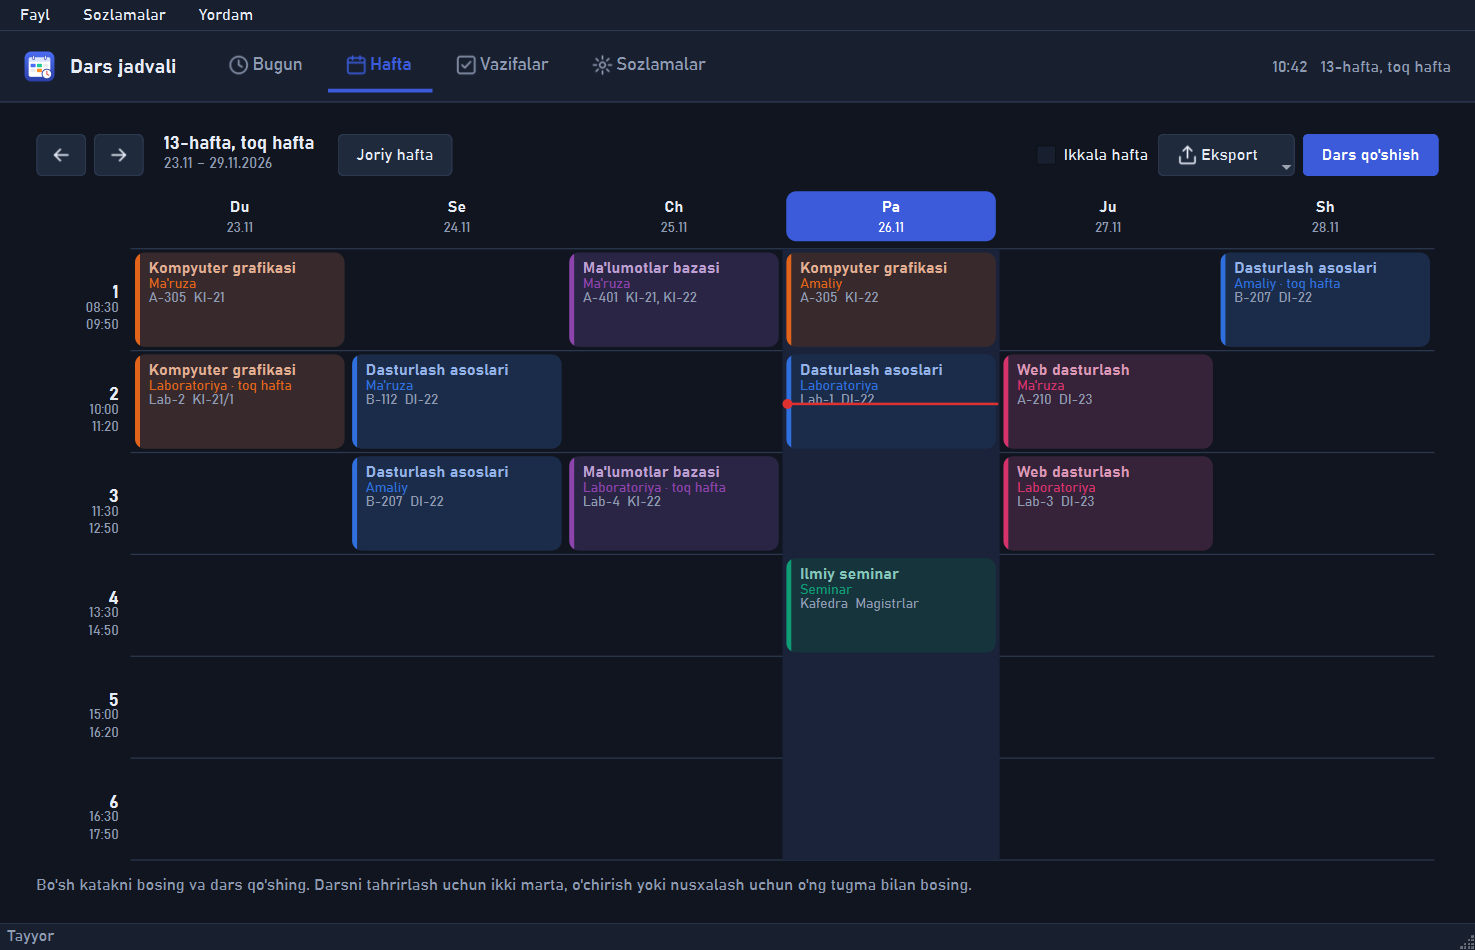 Fayl Sozlamalar Yordam
Dars jadvali Bugun Hafta Vazifalar Sozlamalar 10:42 13-hafta, toq hafta
13-hafta, toq hafta
23.11 – 29.11.2026
Joriy hafta Ikkala hafta Eksport Dars qo'shish
Du Se Ch Pa Ju Sh
23.11 24.11 25.11 26.11 27.11 28.11
1
08:30
09:50
Kompyuter grafikasi
Ma'ruza
A-305 KI-21
Ma'lumotlar bazasi
Ma'ruza
A-401 KI-21, KI-22
Kompyuter grafikasi
Amaliy
A-305 KI-22
Dasturlash asoslari
Amaliy · toq hafta
B-207 DI-22
2
10:00
11:20
Kompyuter grafikasi
Laboratoriya · toq hafta
Lab-2 KI-21/1
Dasturlash asoslari
Ma'ruza
B-112 DI-22
Dasturlash asoslari
Laboratoriya
Lab-1 DI-22
Web dasturlash
Ma'ruza
A-210 DI-23
3
11:30
12:50
Dasturlash asoslari
Amaliy
B-207 DI-22
Ma'lumotlar bazasi
Laboratoriya · toq hafta
Lab-4 KI-22
Web dasturlash
Laboratoriya
Lab-3 DI-23
4
13:30
14:50
Ilmiy seminar
Seminar
Kafedra Magistrlar
5
15:00
16:20
6
16:30
17:50
Bo'sh katakni bosing va dars qo'shing. Darsni tahrirlash uchun ikki marta, o'chirish yoki nusxalash uchun o'ng tugma bilan bosing.
Tayyor